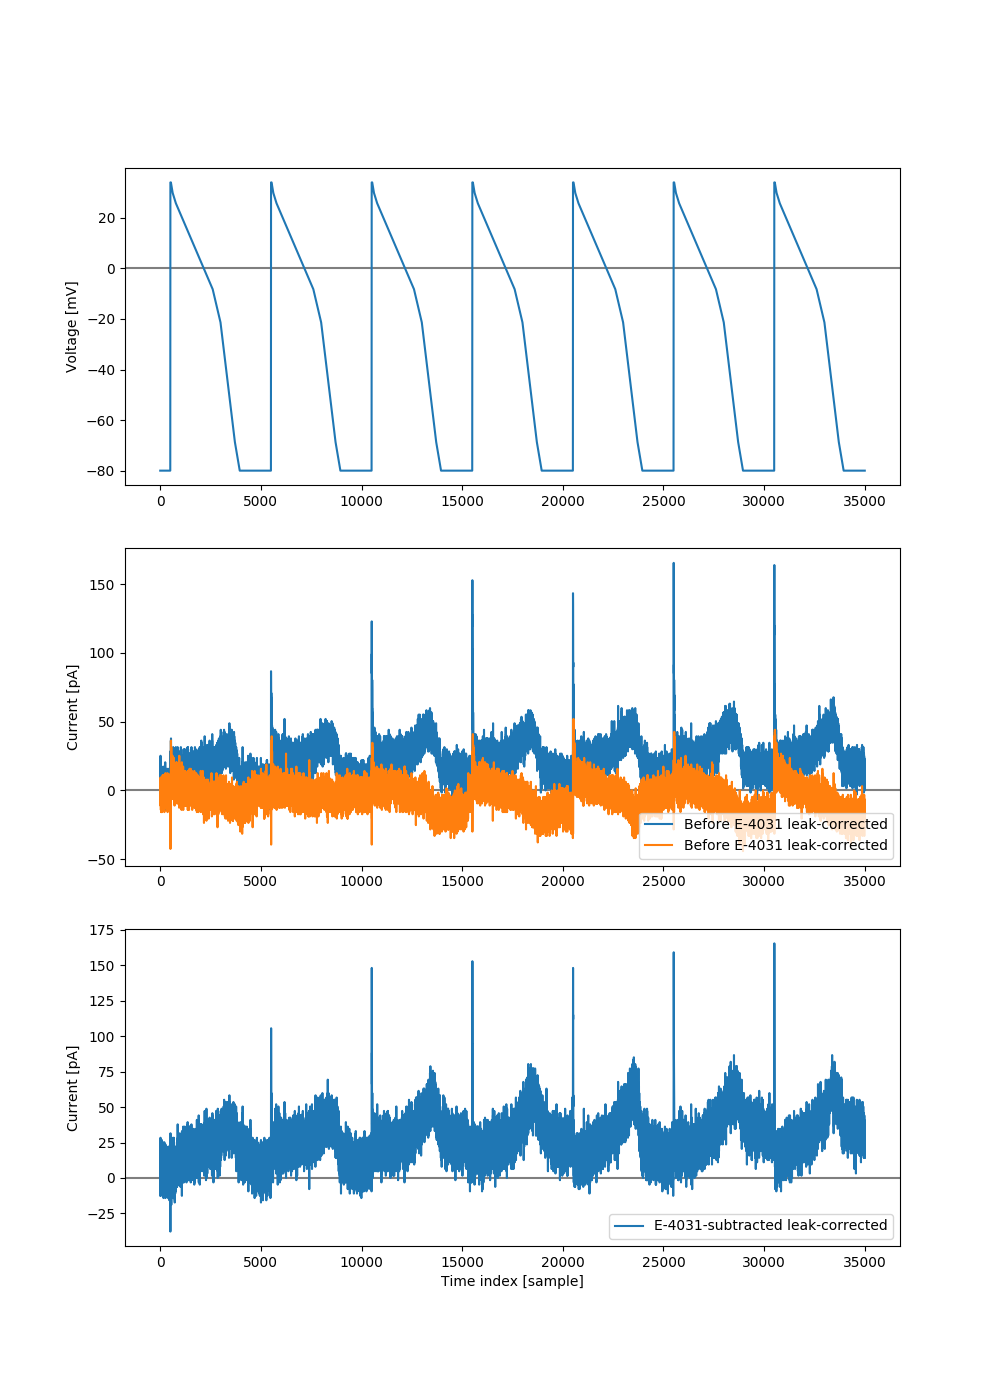 20
0
−20
−40
−60
−80
Voltage [mV]
0 5000 10000 15000 20000 25000 30000 35000
150
100
50
0
−50
Currrent [pA]
Before E-4031 leak-corrected
Before E-4031 leak-corrected
0 5000 10000 15000 20000 25000 30000 35000
175
150
125
100
75
50
25
0
−25
Current [pA]
E-4031-subtracted leak-corrected
0 5000 10000 15000 20000 25000 30000 35000
Time index [sample]